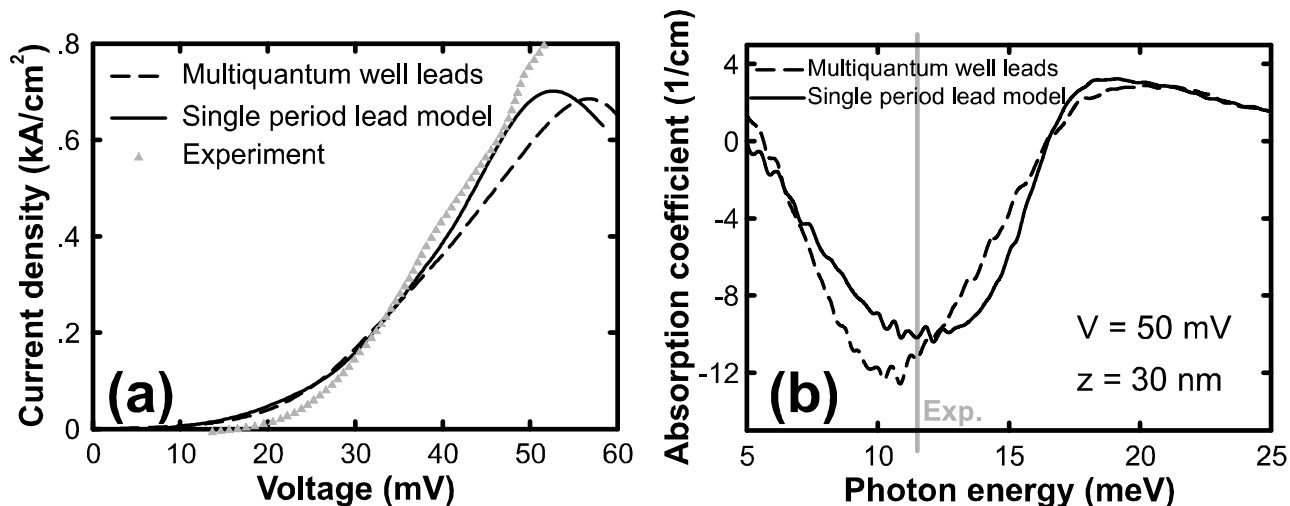 Current density (kA/cm²)
.8
.6
.4
.2
0
Multiquantum well leads
Single period lead model
Experiment
(a)
0 10 20 30 40 50 60
Voltage (mV)
Absorption coefficient (1/cm)
4
0
-4
-8
-12
Multiquantum well leads
Single period lead model
V = 50 mV
z = 30 nm
(b)
Exp.
5 10 15 20 25
Photon energy (meV)